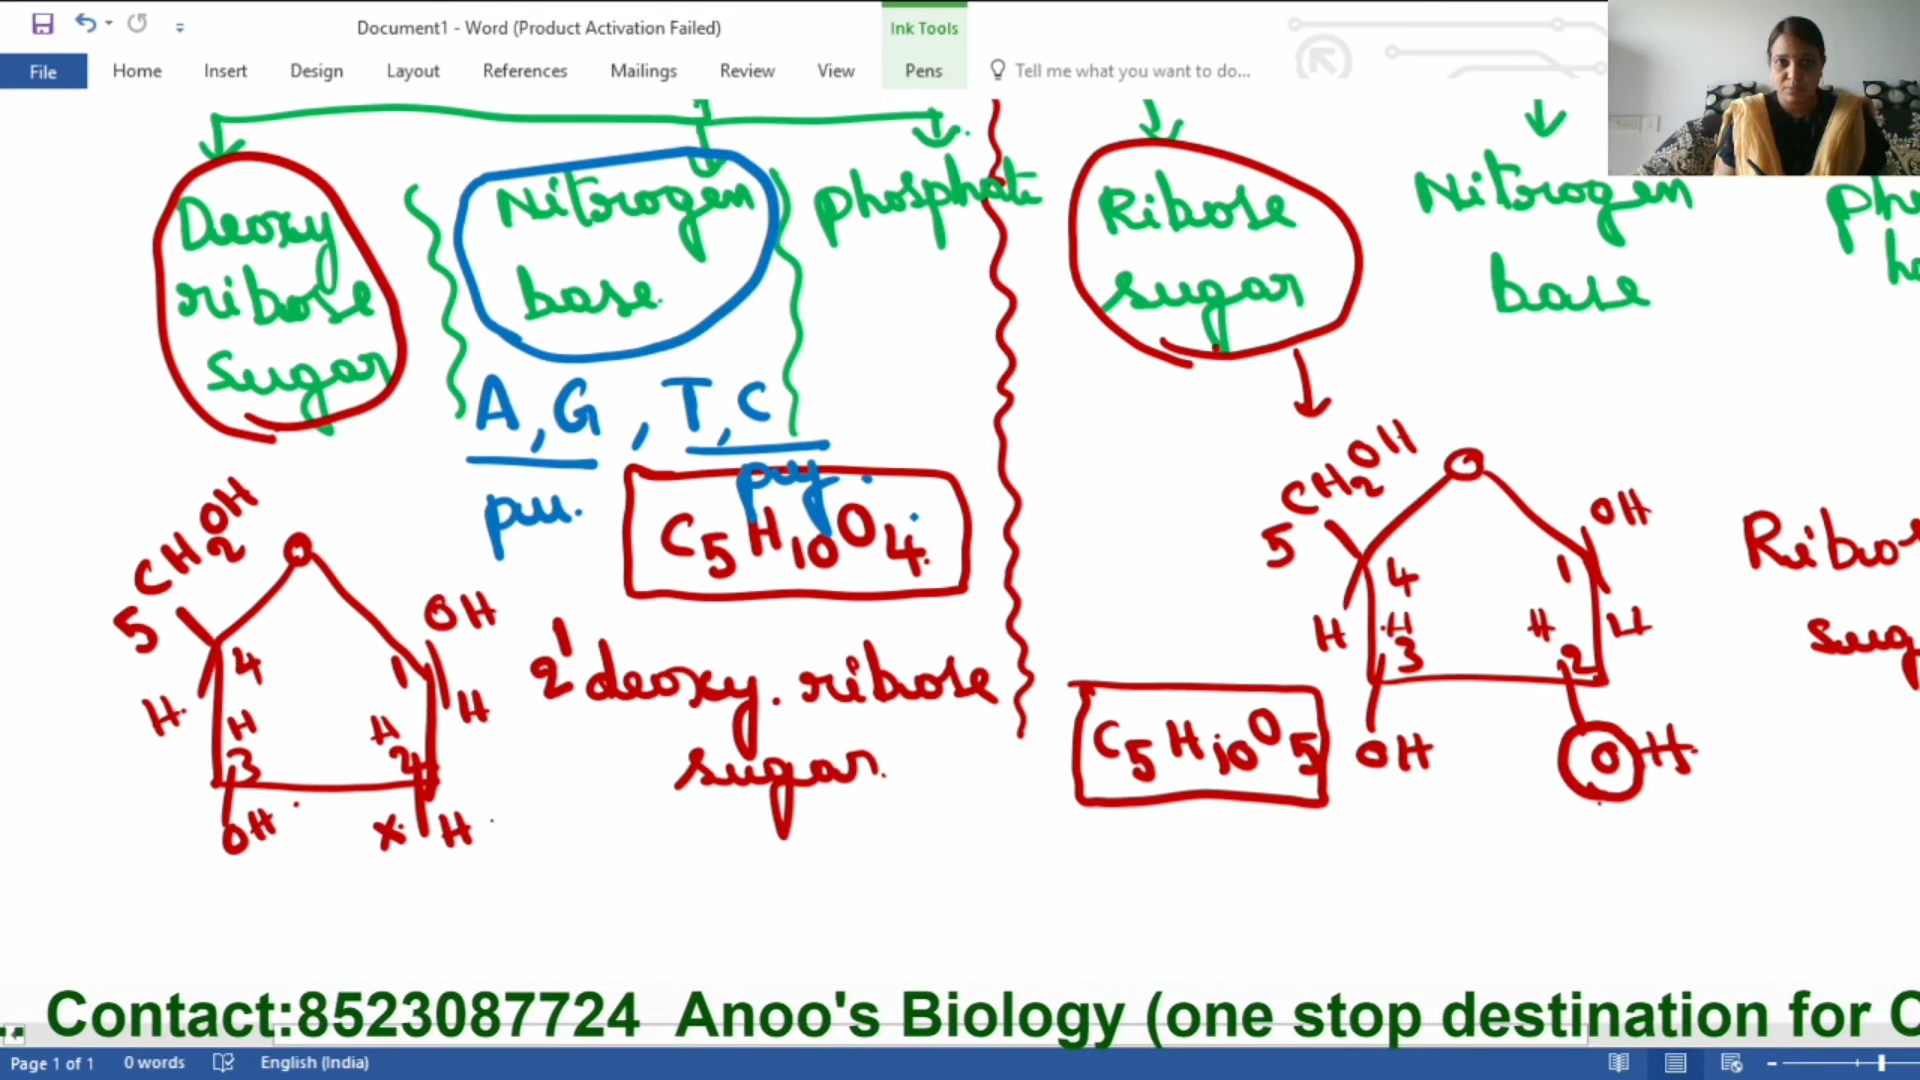 Document1 - Word (Product Activation Failed)
Ink Tools
File Home Insert Design Layout References Mailings Review View Pens Tell me what you want to do...
Deoxy ribose sugar
Nitrogen base
phosphate
A, G, T, C
pu. py.
C5H10O4
CH2OH
5
O
4
OH
1
H
H
H
H
3
2
OH
X
H
2' deoxy. ribose
sugar.
Ribose
sugar
Nitrogen
base
CH2OH
5
O
OH
4
1
H
H
H
H
3
2
OH
OH
C5H10O5
.. Contact:8523087724 Anoo's Biology (one stop destination for C
Page 1 of 1 0 words English (India)